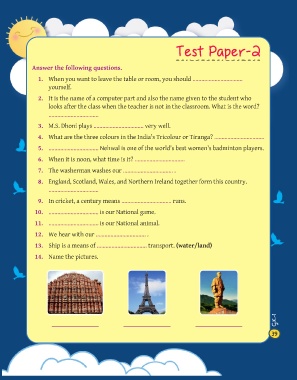 Test Paper-2
Answer the following questions.
1. When you want to leave the table or room, you should ........................
yourself.
2. It is the name of a computer part and also the name given to the student who
looks after the class when the teacher is not in the classroom. What is the word?
........................
3. M.S. Dhoni plays ........................ very well.
4. What are the three colours in the India's Tricolour or Tiranga? ........................
5. ........................ Nehwal is one of the world's best women's badminton players.
6. When it is noon, what time is it? ........................
7. The washerman washes our ........................ .
8. England, Scotland, Wales, and Northern Ireland together form this country.
........................
9. In cricket, a century means ........................ runs.
10. ........................ is our National game.
11. ........................ is our National animal.
12. We hear with our ........................ .
13. Ship is a means of ........................ transport. (water/land)
14. Name the pictures.
GK-1
39